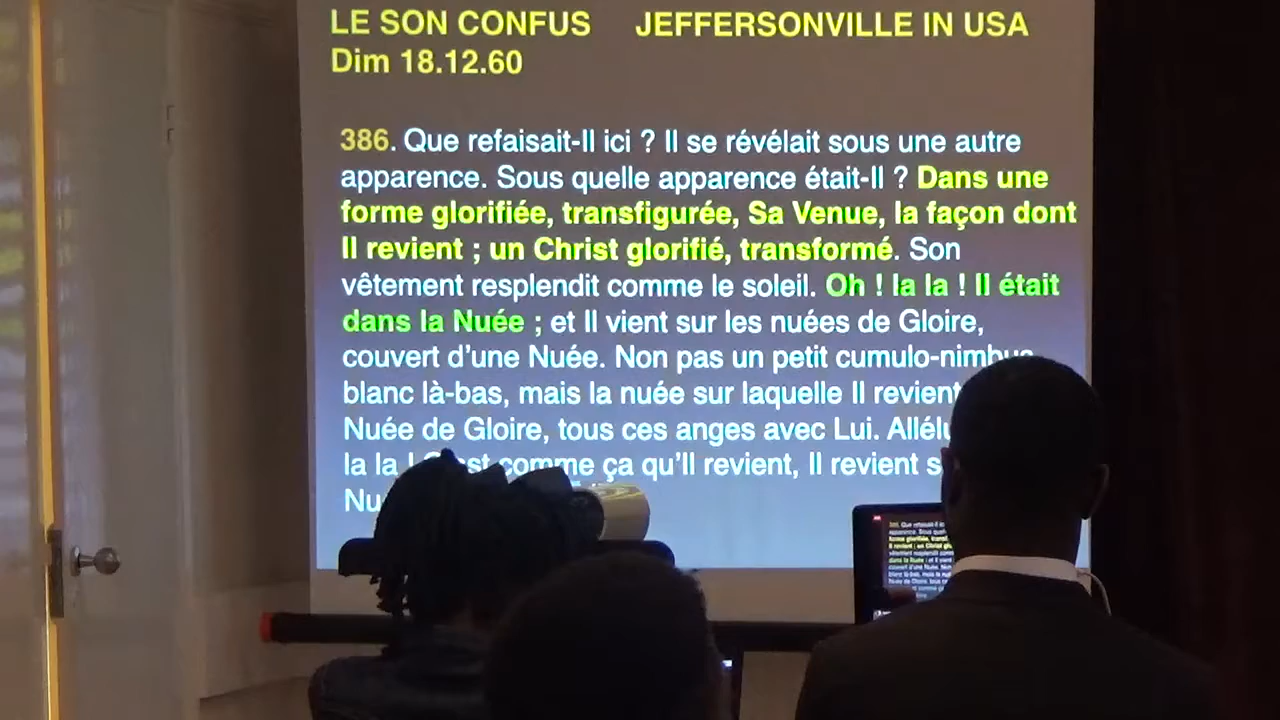 LE SON CONFUS JEFFERSONVILLE IN USA
Dim 18.12.60
386. Que refaisait-Il ici ? Il se révélait sous une autre
apparence. Sous quelle apparence était-Il ? Dans une
forme glorifiée, transfigurée, Sa Venue, la façon dont
Il revient ; un Christ glorifié, transformé. Son
vêtement resplendit comme le soleil. Oh ! la la ! Il était
dans la Nuée ; et Il vient sur les nuées de Gloire,
couvert d'une Nuée. Non pas un petit cumulo-nimbus
blanc là-bas, mais la nuée sur laquelle Il revient
Nuée de Gloire, tous ces anges avec Lui.
la la ! C'est comme ça qu'Il revient, Il revient